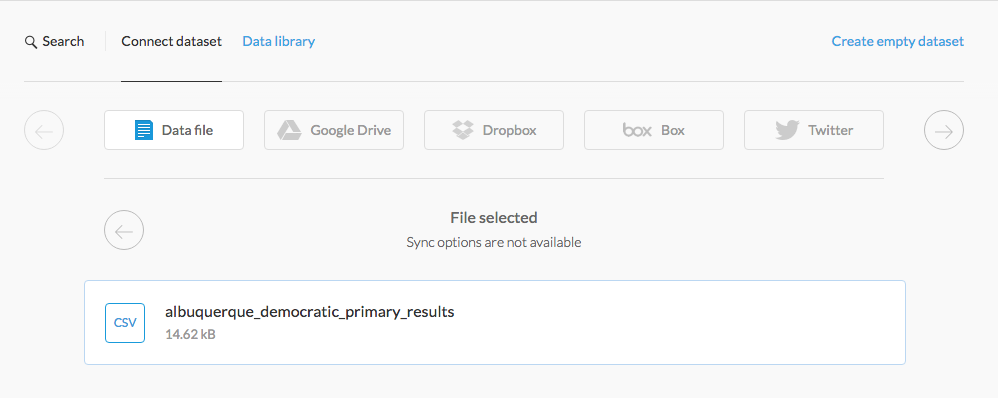 Search Connect dataset Data library Create empty dataset
Data file Google Drive Dropbox box Box Twitter
File selected
Sync options are not available
CSV albuquerque_democratic_primary_results
14.62 kB